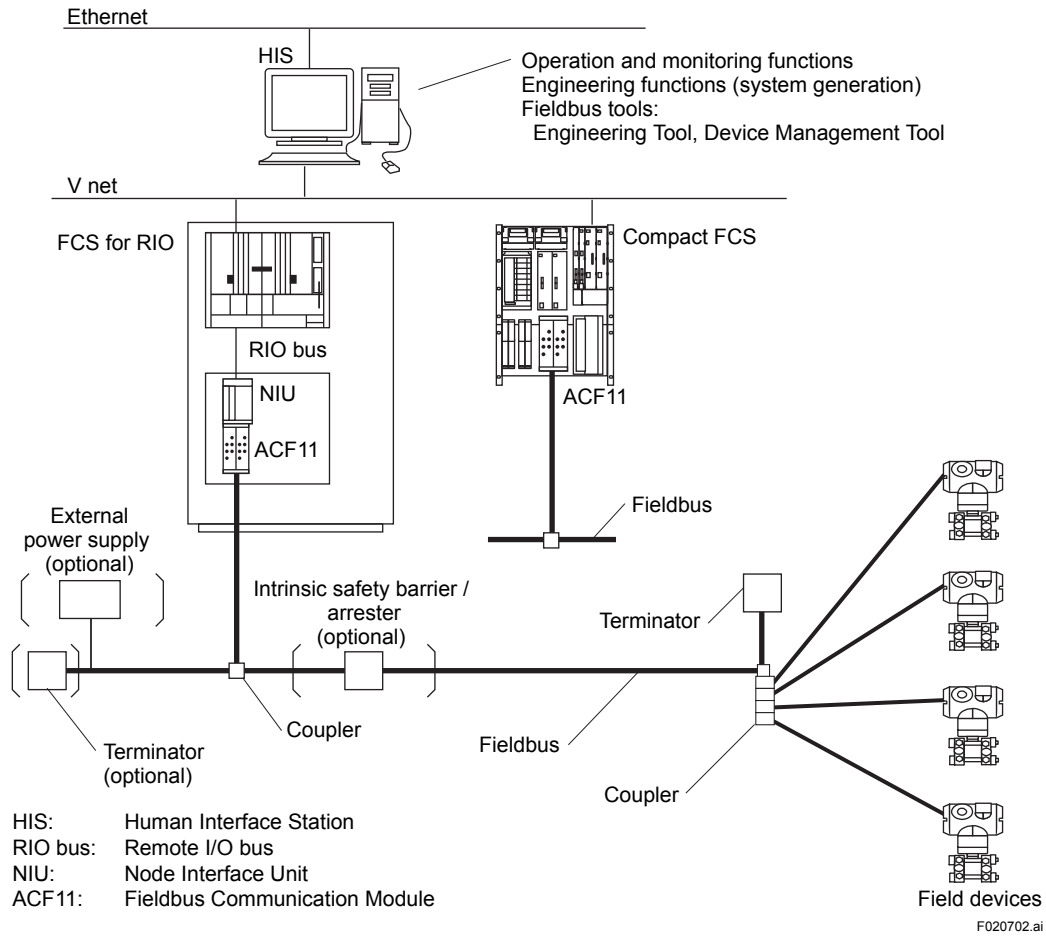 Ethernet
HIS
Operation and monitoring functions
Engineering functions (system generation)
Fieldbus tools:
Engineering Tool, Device Management Tool
V net
FCS for RIO
Compact FCS
RIO bus
NIU
ACF11
ACF11
Fieldbus
External
power supply
(optional)
Intrinsic safety barrier /
arrester
(optional)
Terminator
Coupler
Terminator
(optional)
Fieldbus
Coupler
HIS: Human Interface Station
RIO bus: Remote I/O bus
NIU: Node Interface Unit
ACF11: Fieldbus Communication Module
Field devices
F020702.ai